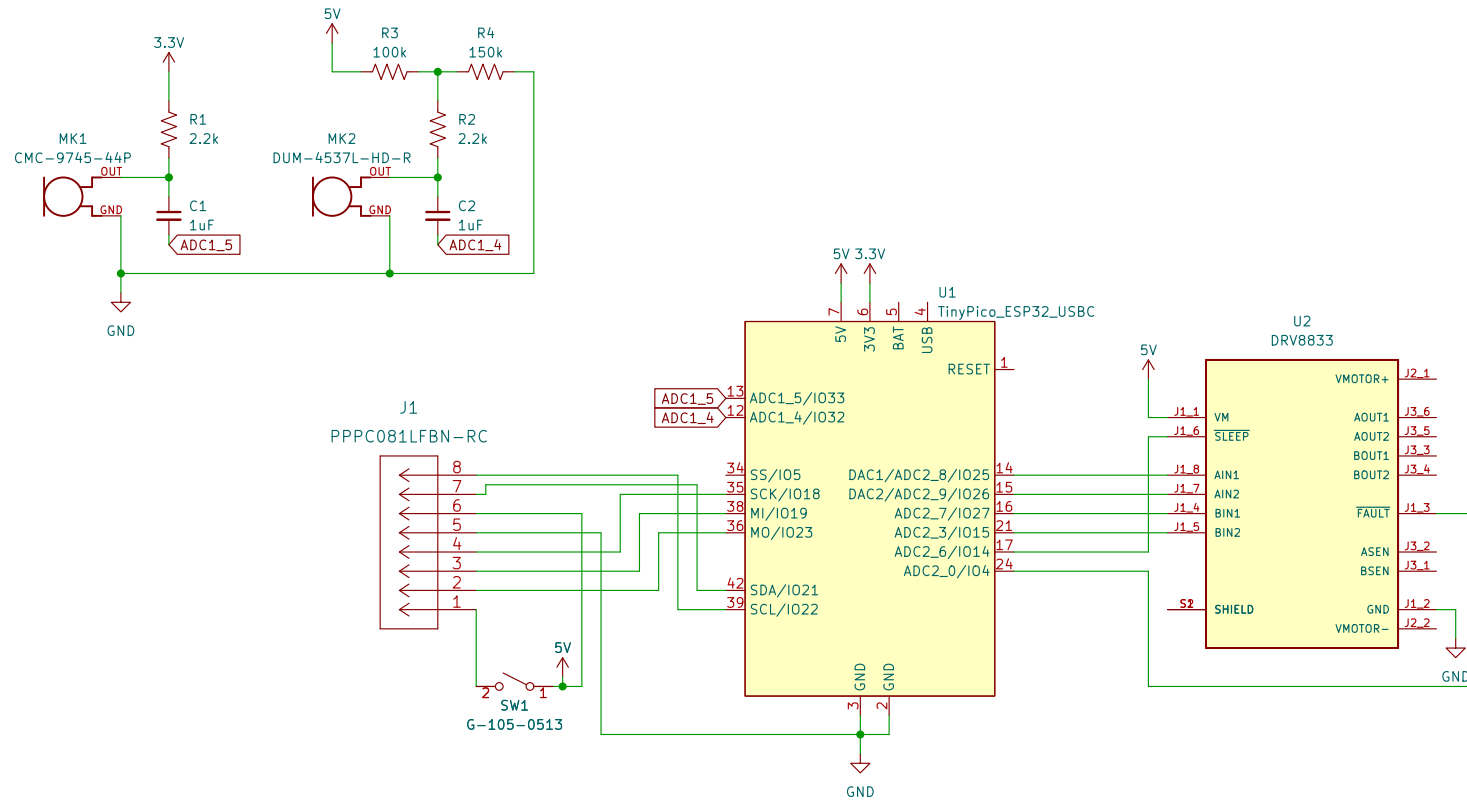 5V
R3
100k
R4
150k
3.3V
R1
2.2k
MK1
CMC-9745-44P
OUT
GND
C1
1uF
ADC1_5
R2
2.2k
MK2
DUM-4537L-HD-R
OUT
GND
C2
1uF
ADC1_4
GND
5V 3.3V
U1
TinyPico_ESP32_USBC
7 6 5 4
5V 3V3 BAT USB
RESET 1
ADC1_5 13 ADC1_5/IO33
ADC1_4 12 ADC1_4/IO32
34 SS/IO5
35 SCK/IO18
38 MI/IO19
36 MO/IO23
42 SDA/IO21
39 SCL/IO22
DAC1/ADC2_8/IO25 14
DAC2/ADC2_9/IO26 15
ADC2_7/IO27 16
ADC2_3/IO15 21
ADC2_6/IO14 17
ADC2_0/IO4 24
GND GND
3 2
GND
J1
PPPC081LFBN-RC
8
7
6
5
4
3
2
1
5V
2 1
SW1
G-105-0513
U2
DRV8833
5V
J1_1 VM
J1_6 SLEEP
J1_8 AIN1
J1_7 AIN2
J1_4 BIN1
J1_5 BIN2
SHIELD
VMOTOR+ J2_1
AOUT1 J3_6
AOUT2 J3_5
BOUT1 J3_3
BOUT2 J3_4
FAULT J1_3
ASEN J3_2
BSEN J3_1
GND J1_2
VMOTOR- J2_2
GND